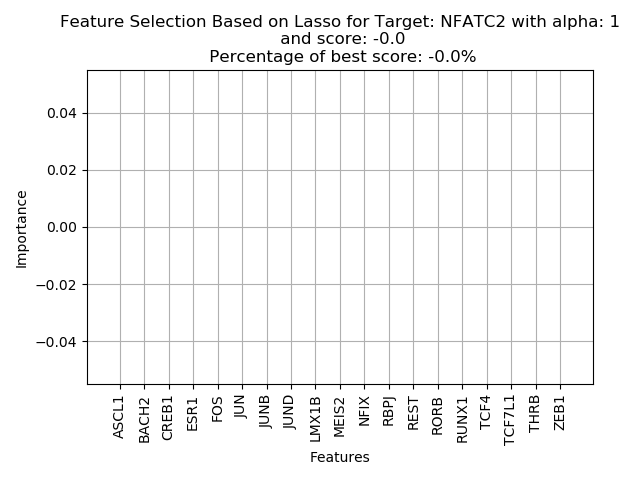 Feature Selection Based on Lasso for Target: NFATC2 with alpha: 1
and score: -0.0
Percentage of best score: -0.0%
0.04
0.02
0.00
−0.02
−0.04
Importance
ASCL1
BACH2
CREB1
ESR1
FOS
JUN
JUNB
JUND
LMX1B
MEIS2
NFIX
RBPJ
REST
RORB
RUNX1
TCF4
TCF7L1
THRB
ZEB1
Features